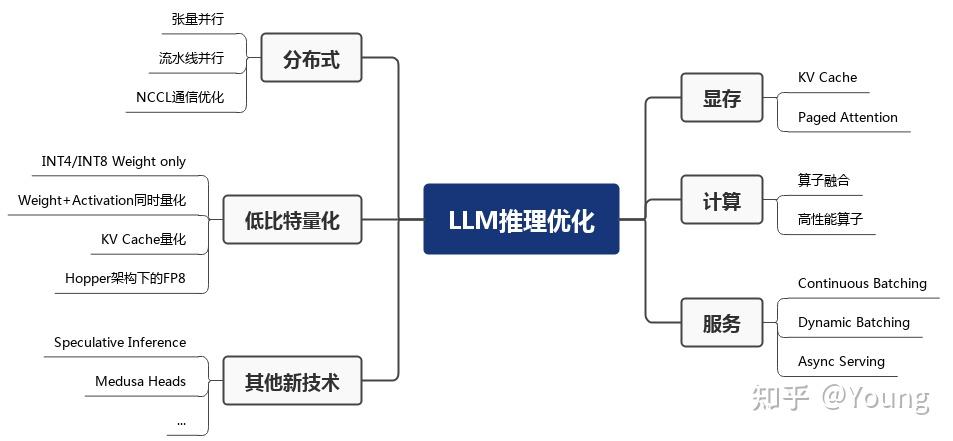 LLM推理优化
分布式
张量并行
流水线并行
NCCL通信优化
低比特量化
INT4/INT8 Weight only
Weight+Activation同时量化
KV Cache量化
Hopper架构下的FP8
其他新技术
Speculative Inference
Medusa Heads
...
显存
KV Cache
Paged Attention
计算
算子融合
高性能算子
服务
Continuous Batching
Dynamic Batching
Async Serving
知乎 @Young